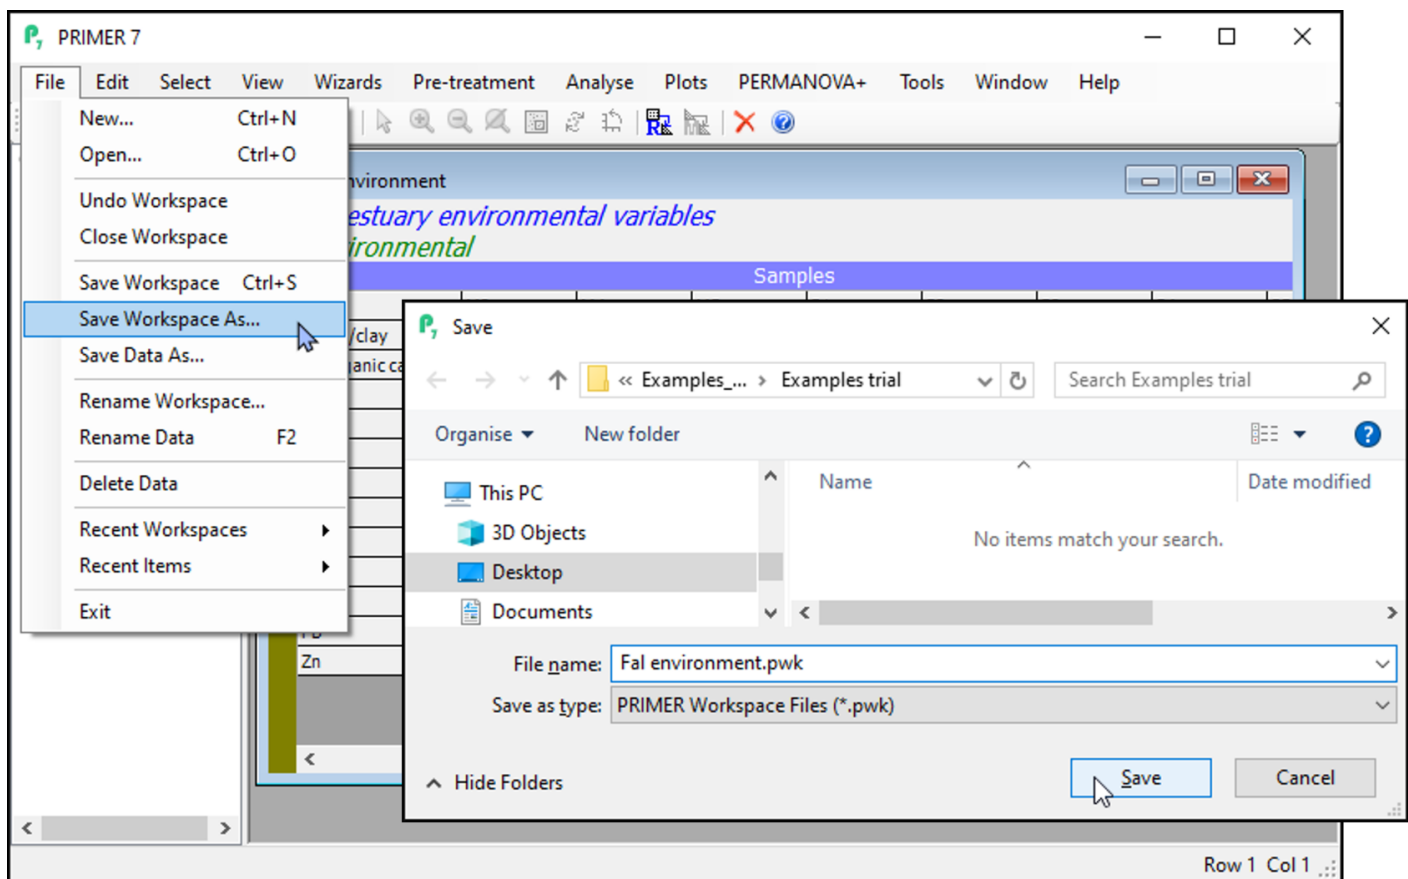 PRIMER 7
File Edit Select View Wizards Pre-treatment Analyse Plots PERMANOVA+ Tools Window Help
New... Ctrl+N
Open... Ctrl+O
Undo Workspace
Close Workspace
Save Workspace Ctrl+S
Save Workspace As...
Save Data As...
Rename Workspace...
Rename Data F2
Delete Data
Recent Workspaces
Recent Items
Exit
nvironment
estuary environmental variables
ironmental
Samples
/clay
anic ca
Zn
Save
« Examples_... › Examples trial
Search Examples trial
Organise
New folder
This PC
3D Objects
Desktop
Documents
Name
Date modified
No items match your search.
File name: Fal environment.pwk
Save as type: PRIMER Workspace Files (*.pwk)
Hide Folders
Save
Cancel
Row 1 Col 1